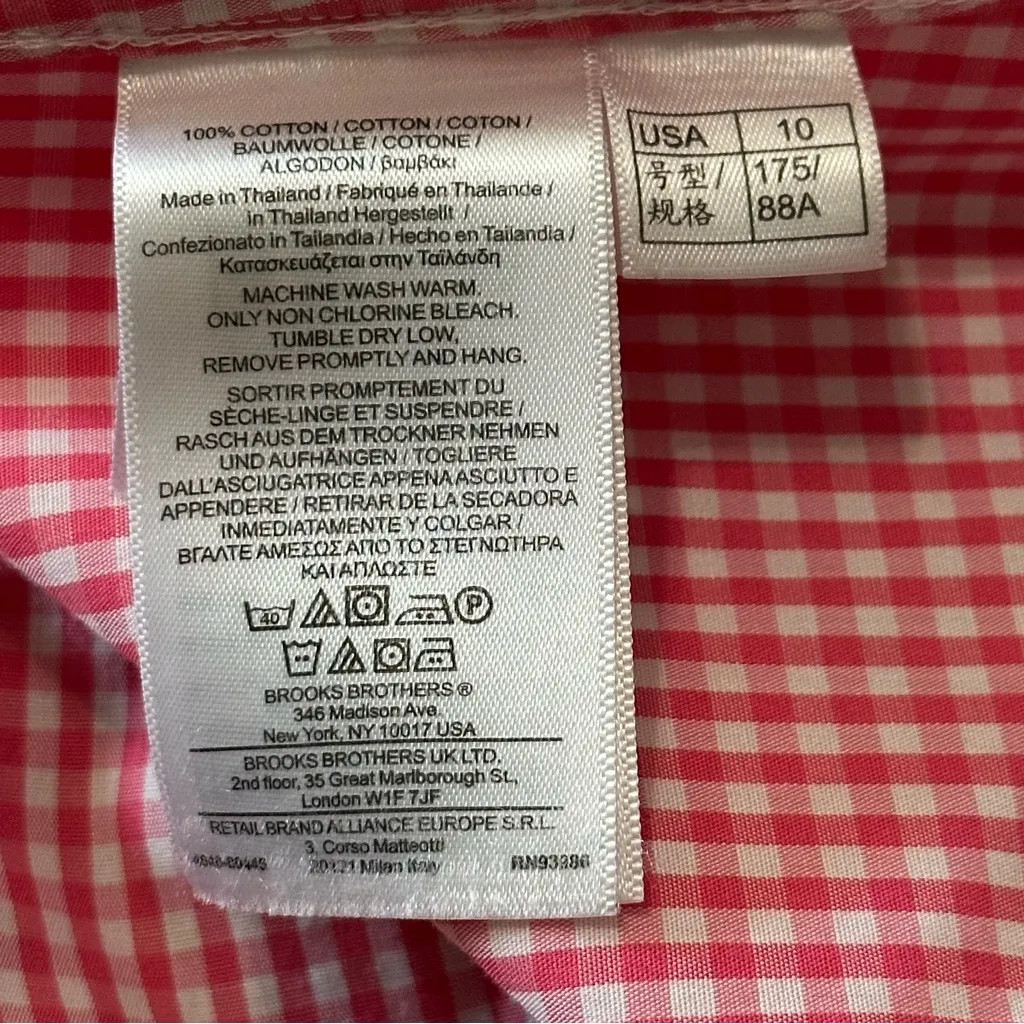 100% COTTON / COTTON / COTON /
BAUMWOLLE / COTONE /
ALGODON / βαμβάκι
Made in Thailand / Fabriqué en Thaïlande /
in Thailand Hergestellt /
Confezionato in Tailandia / Hecho en Tailandia /
Κατασκευάζεται στην Ταϊλάνδη
MACHINE WASH WARM.
ONLY NON CHLORINE BLEACH.
TUMBLE DRY LOW,
REMOVE PROMPTLY AND HANG.
SORTIR PROMPTEMENT DU
SÈCHE-LINGE ET SUSPENDRE /
RASCH AUS DEM TROCKNER NEHMEN
UND AUFHÄNGEN / TOGLIERE
DALL'ASCIUGATRICE APPENA ASCIUTTO E
APPENDERE / RETIRAR DE LA SECADORA
INMEDIATAMENTE Y COLGAR /
ΒΓΑΛΤΕ ΑΜΕΣΩΣ ΑΠΟ ΤΟ ΣΤΕΓΝΩΤΗΡΑ
ΚΑΙ ΑΠΛΩΣΤΕ
40 P
BROOKS BROTHERS ®
346 Madison Ave.
New York, NY 10017 USA
BROOKS BROTHERS UK LTD.
2nd floor, 35 Great Marlborough St.,
London W1F 7JF
RETAIL BRAND ALLIANCE EUROPE S.R.L.
3, Corso Matteotti
20121 Milan Italy
USA 10
号型/ 175/
规格 88A